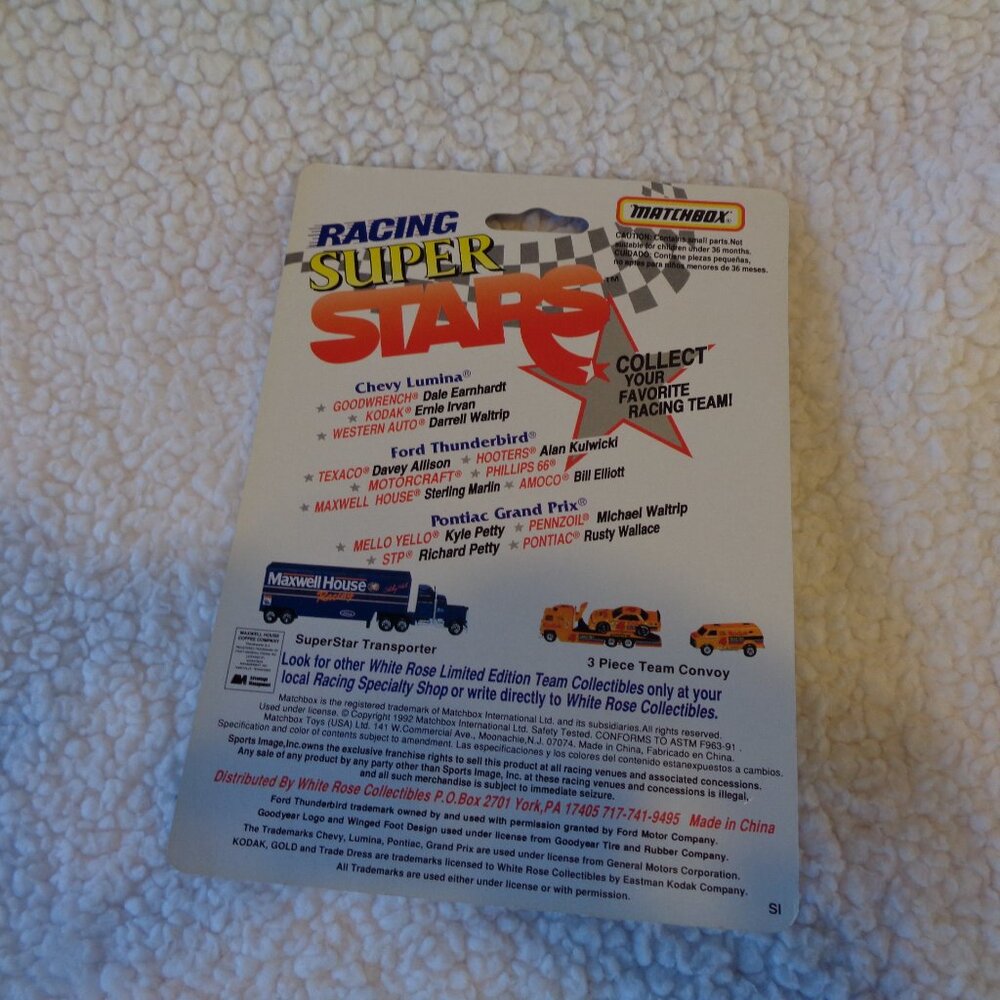 RACING
SUPER
STARS™
MATCHBOX®
CAUTION: Contains small parts. Not
suitable for children under 36 months.
CUIDADO: Contiene piezas pequeñas,
no aptas para niños menores de 36 meses.
COLLECT
YOUR
FAVORITE
RACING TEAM!
Chevy Lumina®
★ GOODWRENCH® Dale Earnhardt
★ KODAK® Ernie Irvan
★ WESTERN AUTO® Darrell Waltrip
Ford Thunderbird®
★ TEXACO® Davey Allison ★ HOOTERS® Alan Kulwicki
★ MOTORCRAFT® ★ PHILLIPS 66®
★ MAXWELL HOUSE® Sterling Marlin ★ AMOCO® Bill Elliott
Pontiac Grand Prix®
★ MELLO YELLO® Kyle Petty ★ PENNZOIL® Michael Waltrip
★ STP® Richard Petty ★ PONTIAC® Rusty Wallace
Maxwell House
Racing
Ford
SuperStar Transporter
3 Piece Team Convoy
MAXWELL HOUSE
COFFEE COMPANY
Look for other White Rose Limited Edition Team Collectibles only at your
local Racing Specialty Shop or write directly to White Rose Collectibles.
Matchbox is the registered trademark of Matchbox International Ltd. and its subsidiaries.All rights reserved.
Used under license. © Copyright 1992 Matchbox International Ltd. Safety Tested. CONFORMS TO ASTM F963-91 .
Matchbox Toys (USA) Ltd. 141 W.Commercial Ave., Moonachie,N.J. 07074. Made in China, Fabricado en China.
Specification and color of contents subject to amendment. Las especificaciones y los colores del contenido estanexpuestos a cambios.
Sports Image,Inc.owns the exclusive franchise rights to sell this product at all racing venues and associated concessions.
Any sale of any product by any party other than Sports Image, Inc. at these racing venues and concessions is illegal,
and all such merchandise is subject to immediate seizure.
Distributed By White Rose Collectibles P.O.Box 2701 York,PA 17405 717-741-9495 Made in China
Ford Thunderbird trademark owned by and used with permission granted by Ford Motor Company.
Goodyear Logo and Winged Foot Design used under license from Goodyear Tire and Rubber Company.
The Trademarks Chevy, Lumina, Pontiac, Grand Prix are used under license from General Motors Corporation.
KODAK, GOLD and Trade Dress are trademarks licensed to White Rose Collectibles by Eastman Kodak Company.
All Trademarks are used either under license or with permission.
SI